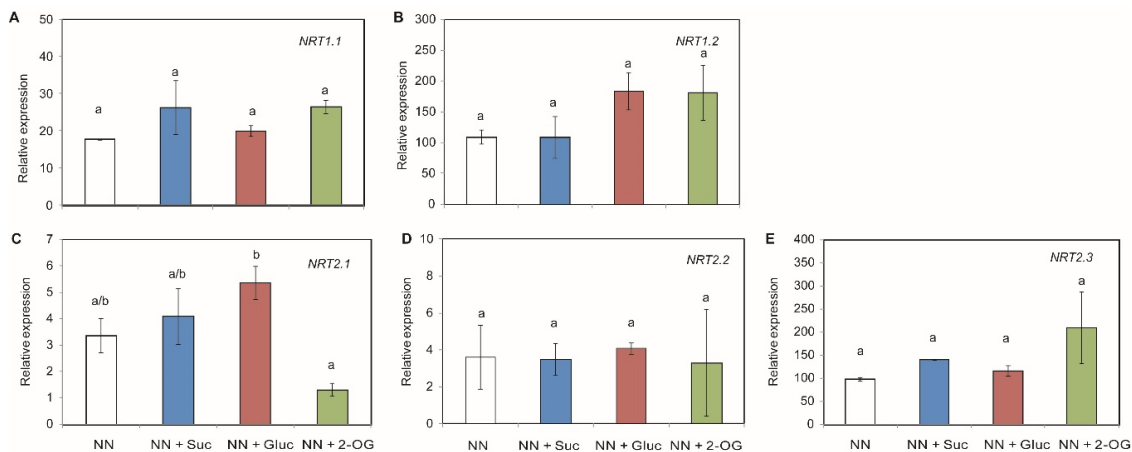 A
NRT1.1
Relative expression
50
40
30
20
10
0
a
a
a
a
B
NRT1.2
Relative expression
300
250
200
150
100
50
0
a
a
a
a
C
NRT2.1
Relative expression
7
6
5
4
3
2
1
0
a/b
a/b
b
a
NN
NN + Suc
NN + Gluc
NN + 2-OG
D
NRT2.2
Relative expression
10
8
6
4
2
0
a
a
a
a
NN
NN + Suc
NN + Gluc
NN + 2-OG
E
NRT2.3
Relative expression
400
350
300
250
200
150
100
50
0
a
a
a
a
NN
NN + Suc
NN + Gluc
NN + 2-OG